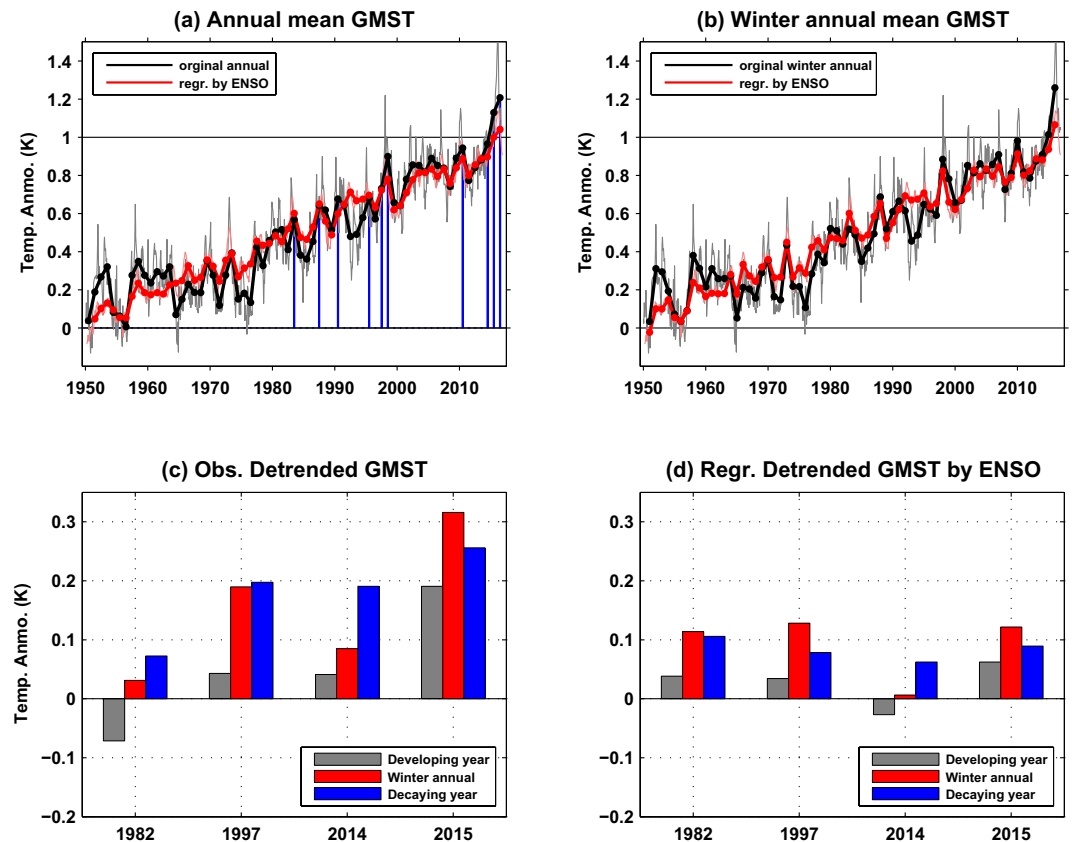 (a) Annual mean GMST
orginal annual
regr. by ENSO
Temp. Anmo. (K)
1.4
1.2
1
0.8
0.6
0.4
0.2
0
1950 1960 1970 1980 1990 2000 2010
(b) Winter annual mean GMST
orginal winter annual
regr. by ENSO
Temp. Anmo. (K)
1.4
1.2
1
0.8
0.6
0.4
0.2
0
1950 1960 1970 1980 1990 2000 2010
(c) Obs. Detrended GMST
Temp. Anmo. (K)
0.3
0.2
0.1
0
−0.1
−0.2
Developing year
Winter annual
Decaying year
1982 1997 2014 2015
(d) Regr. Detrended GMST by ENSO
0.3
0.2
0.1
0
−0.1
−0.2
Developing year
Winter annual
Decaying year
1982 1997 2014 2015